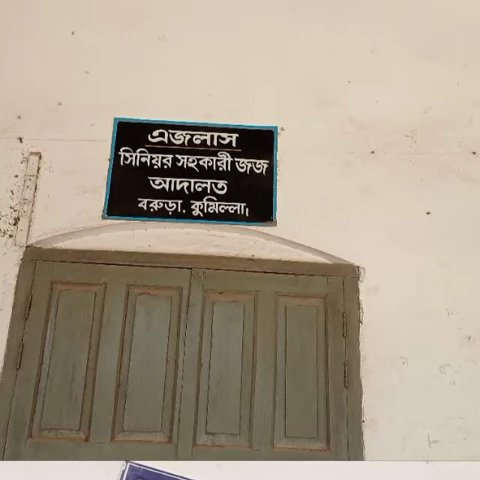 এজলাস
সিনিয়র সহকারী জজ
আদালত
বরুড়া, কুমিল্লা।